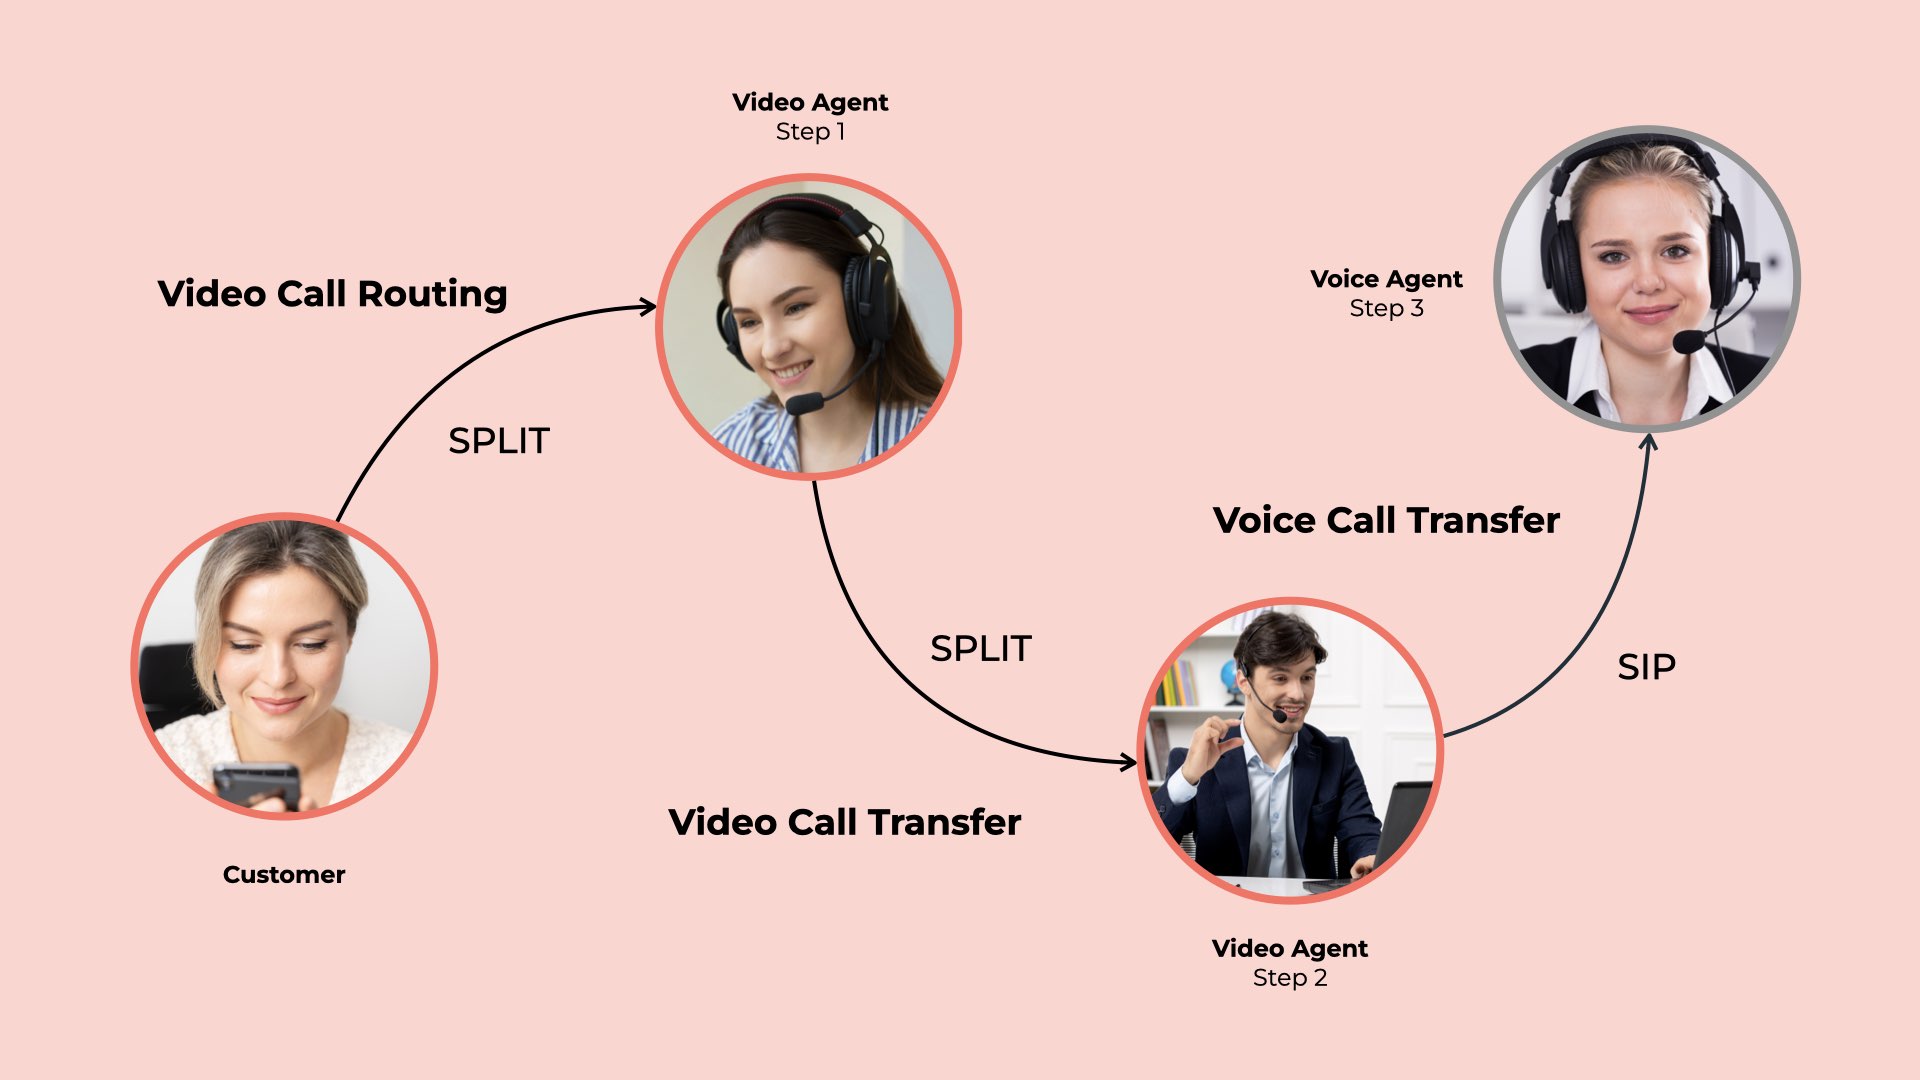 Video Agent
Step 1
Video Call Routing
SPLIT
Customer
SPLIT
Video Call Transfer
Video Agent
Step 2
Voice Call Transfer
SIP
Voice Agent
Step 3